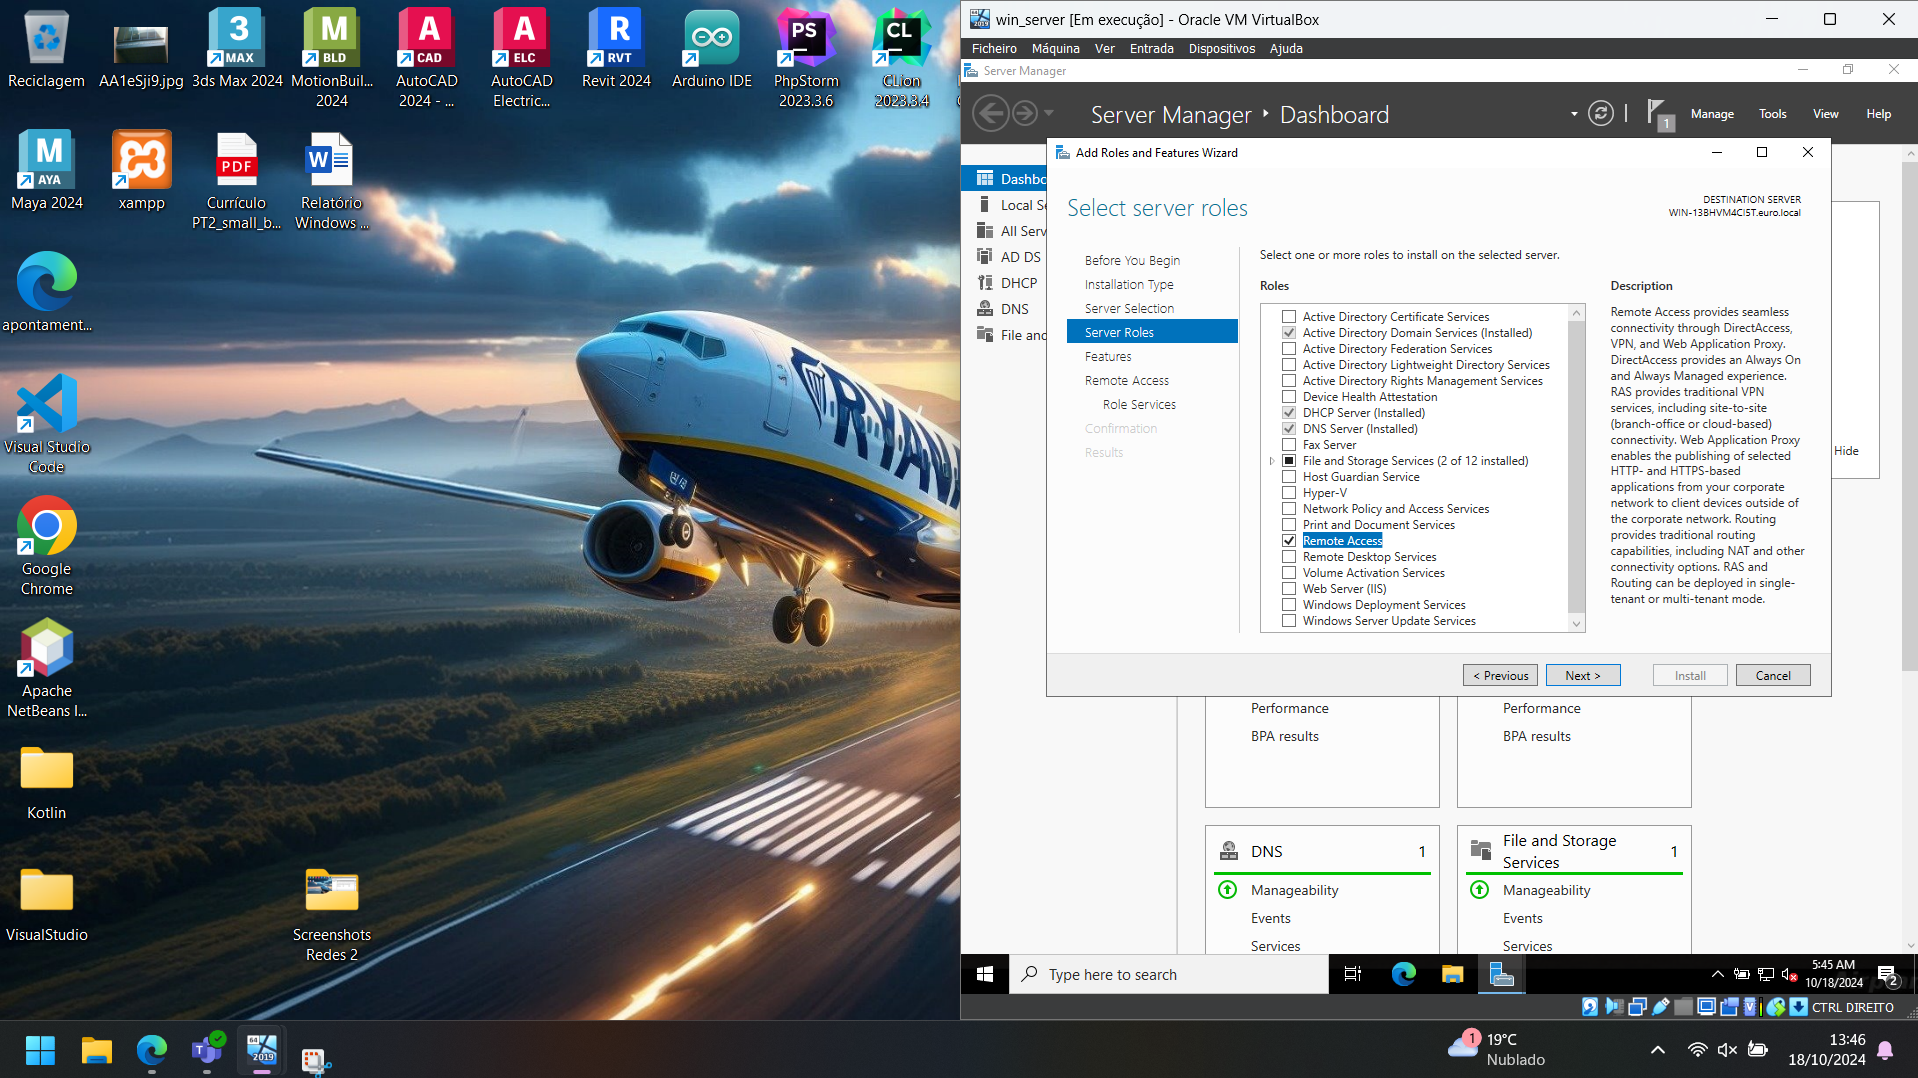 Reciclagem
AA1eSji9.jpg
3ds Max 2024
MotionBuil...
2024
AutoCAD
2024 - ...
AutoCAD
Electric...
Revit 2024
Arduino IDE
PhpStorm
2023.3.6
CLion
2023.3.4
Maya 2024
xampp
Currículo
PT2_small_b...
Relatório
Windows ...
apontament...
Visual Studio
Code
Google
Chrome
Apache
NetBeans I...
Kotlin
VisualStudio
Screenshots
Redes 2
win_server [Em execução] - Oracle VM VirtualBox
Ficheiro Máquina Ver Entrada Dispositivos Ajuda
Server Manager
Server Manager Dashboard
1
Manage Tools View Help
Dashbo
Local Se
All Serv
AD DS
DHCP
DNS
File and
Add Roles and Features Wizard
Select server roles
DESTINATION SERVER
WIN-13BHVM4CI5T.euro.local
Before You Begin
Installation Type
Server Selection
Server Roles
Features
Remote Access
Role Services
Confirmation
Results
Select one or more roles to install on the selected server.
Roles
Active Directory Certificate Services
Active Directory Domain Services (Installed)
Active Directory Federation Services
Active Directory Lightweight Directory Services
Active Directory Rights Management Services
Device Health Attestation
DHCP Server (Installed)
DNS Server (Installed)
Fax Server
File and Storage Services (2 of 12 installed)
Host Guardian Service
Hyper-V
Network Policy and Access Services
Print and Document Services
Remote Access
Remote Desktop Services
Volume Activation Services
Web Server (IIS)
Windows Deployment Services
Windows Server Update Services
Description
Remote Access provides seamless
connectivity through DirectAccess,
VPN, and Web Application Proxy.
DirectAccess provides an Always On
and Always Managed experience.
RAS provides traditional VPN
services, including site-to-site
(branch-office or cloud-based)
connectivity. Web Application Proxy
enables the publishing of selected
HTTP- and HTTPS-based
applications from your corporate
network to client devices outside of
the corporate network. Routing
provides traditional routing
capabilities, including NAT and other
connectivity options. RAS and
Routing can be deployed in single-
tenant or multi-tenant mode.
Hide
< Previous
Next >
Install
Cancel
Performance
BPA results
Performance
BPA results
DNS 1
Manageability
Events
Services
File and Storage
Services
1
Manageability
Events
Services
Type here to search
5:45 AM
10/18/2024
2
CTRL DIREITO
1
19°C
Nublado
13:46
18/10/2024